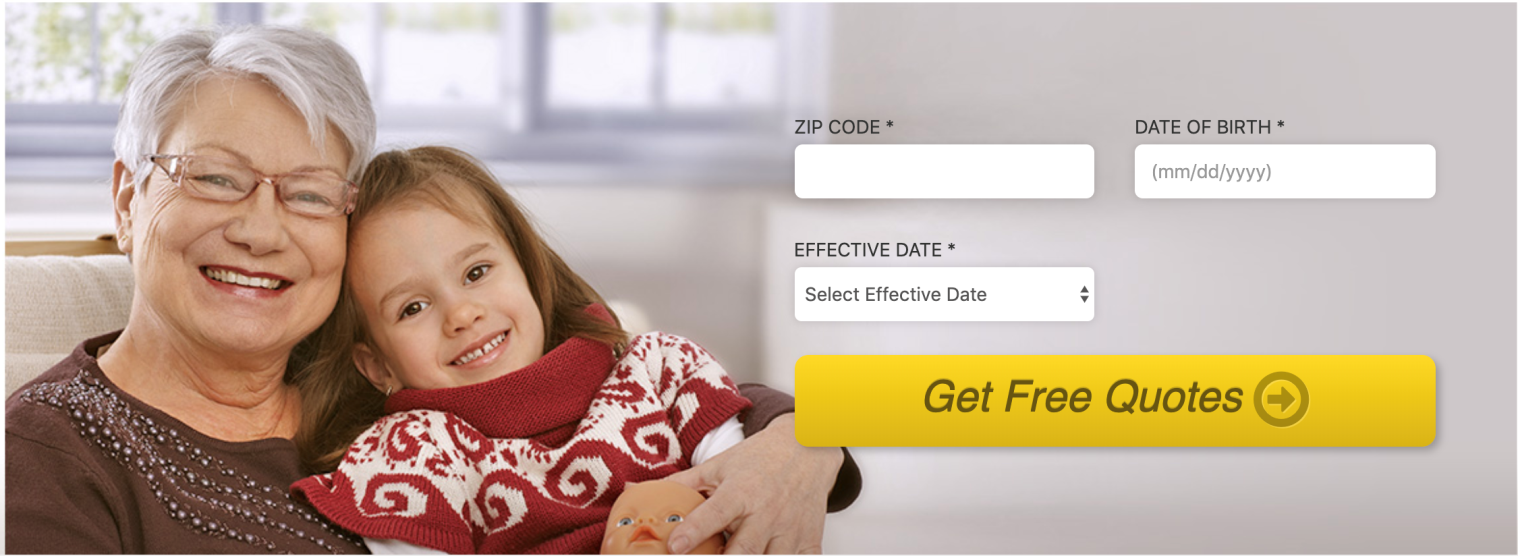 ZIP CODE *
DATE OF BIRTH *
(mm/dd/yyyy)
EFFECTIVE DATE *
Select Effective Date
Get Free Quotes